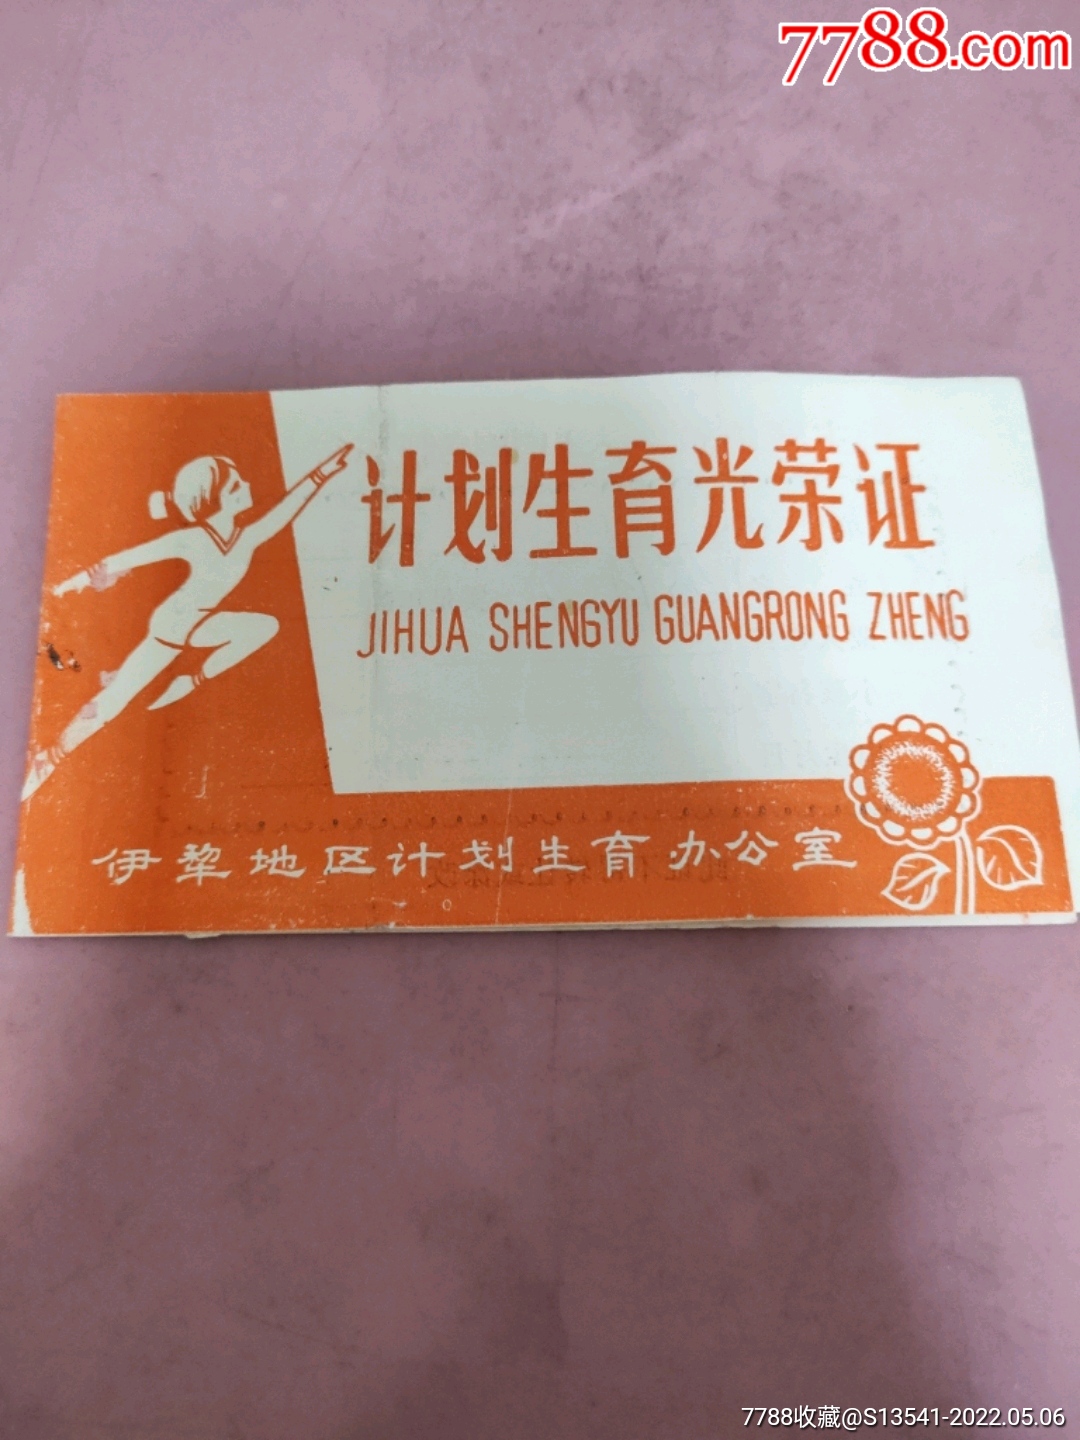 7788.com
计划生育光荣证
JIHUA SHENGYU GUANGRONG ZHENG
伊犁地区计划生育办公室
7788收藏@S13541-2022.05.06